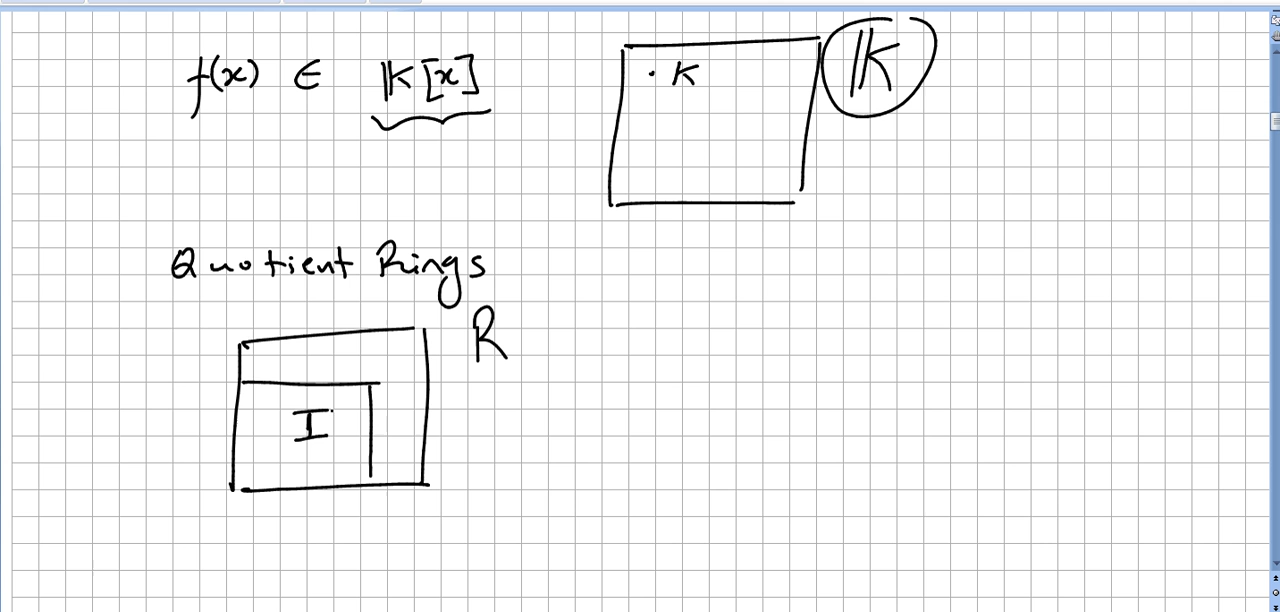 f(x) ∈ 𝕂[x]
· K 𝕂
Quotient Rings
R
I